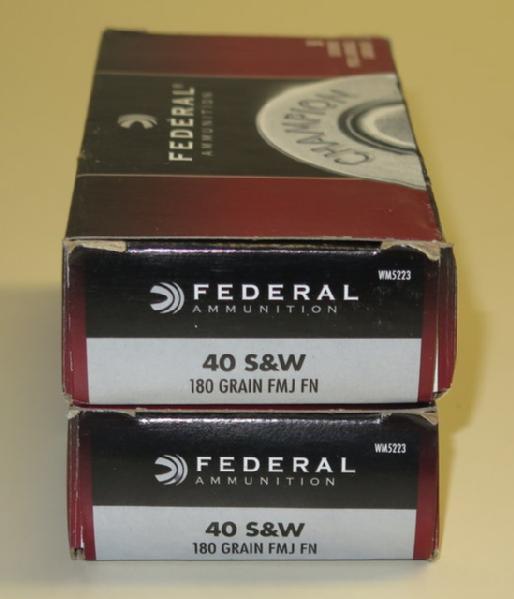 FEDERAL®
AMMUNITION
CHAMPION
WM5223
FEDERAL
AMMUNITION
40 S&W
180 GRAIN FMJ FN
WM5223
FEDERAL
AMMUNITION
40 S&W
180 GRAIN FMJ FN